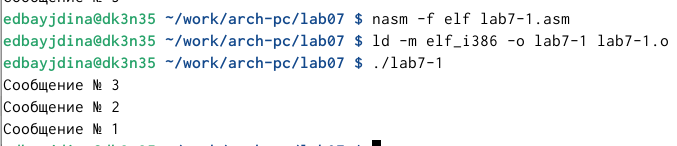 edbayjdina@dk3n35 ~/work/arch-pc/lab07 $ nasm -f elf lab7-1.asm
edbayjdina@dk3n35 ~/work/arch-pc/lab07 $ ld -m elf_i386 -o lab7-1 lab7-1.o
edbayjdina@dk3n35 ~/work/arch-pc/lab07 $ ./lab7-1
Сообщение № 3
Сообщение № 2
Сообщение № 1